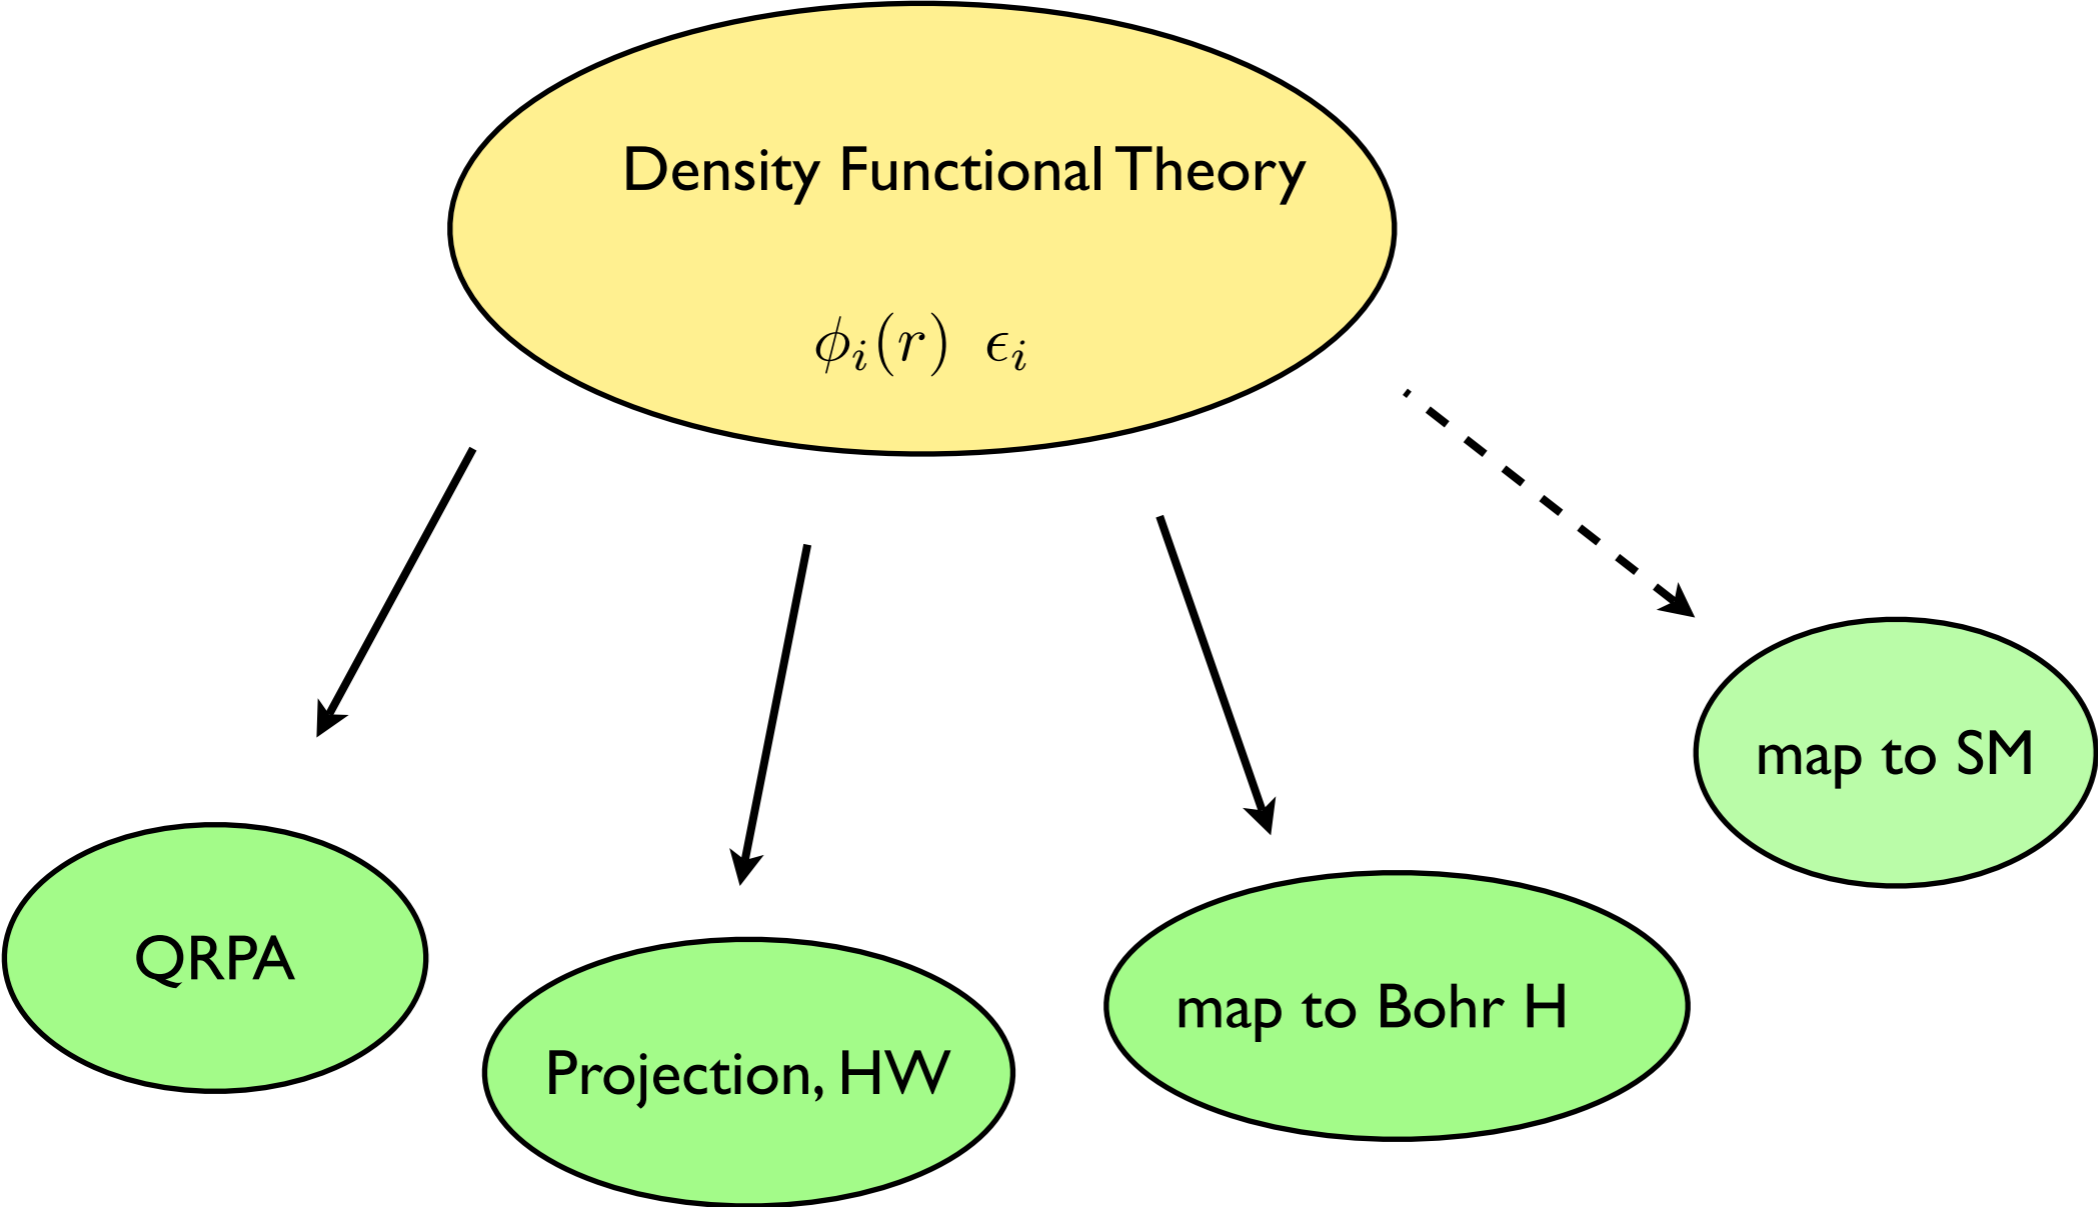 Density Functional Theory
ϕᵢ(r) ϵᵢ
map to SM
QRPA
map to Bohr H
Projection, HW